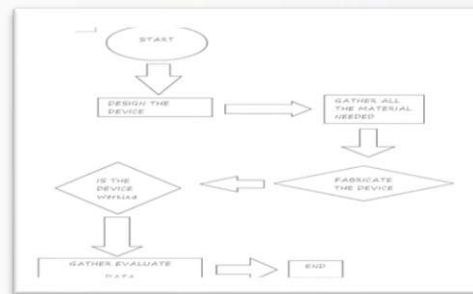 START
DESIGN THE
DEVICE
GATHER ALL
THE MATERIAL
NEEDED
FABRICATE
THE DEVICE
IS THE
DEVICE
Working
GATHER.EVALUATE
DATA
END